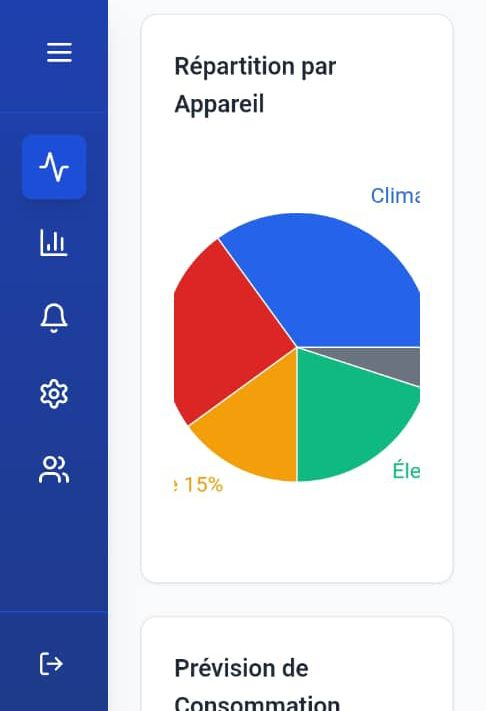 Répartition par
Appareil
Clima
Éle
15%
Prévision de
Consommation